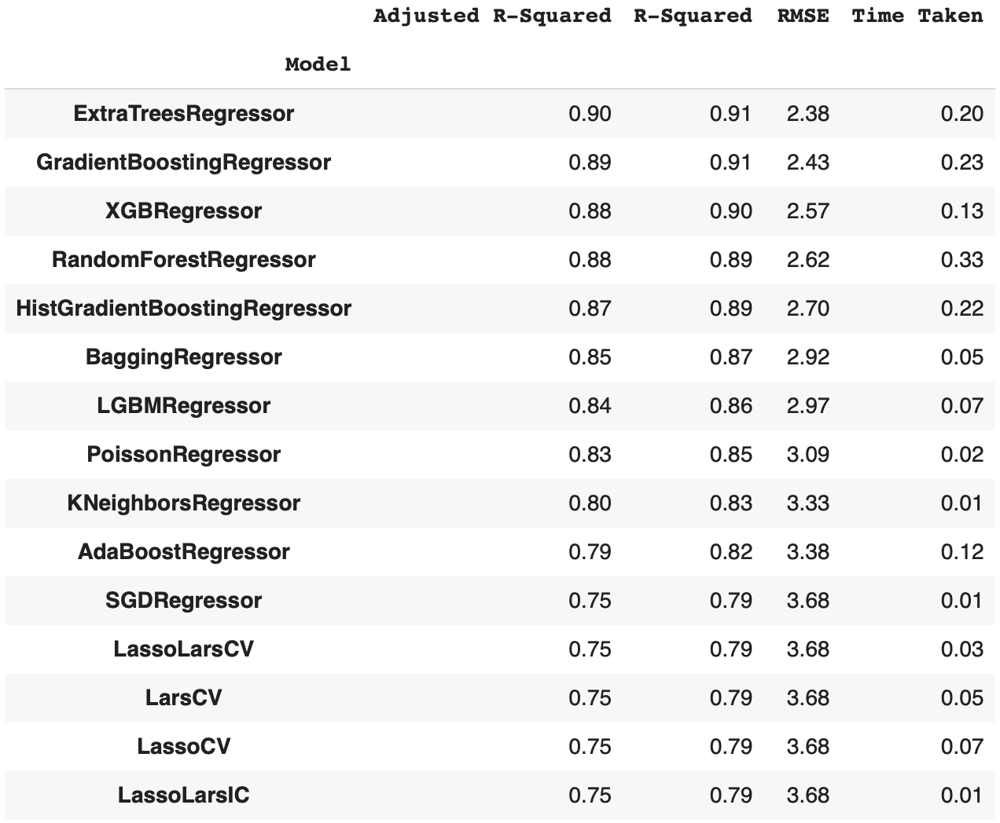 Adjusted R-Squared R-Squared RMSE Time Taken
Model
ExtraTreesRegressor 0.90 0.91 2.38 0.20
GradientBoostingRegressor 0.89 0.91 2.43 0.23
XGBRegressor 0.88 0.90 2.57 0.13
RandomForestRegressor 0.88 0.89 2.62 0.33
HistGradientBoostingRegressor 0.87 0.89 2.70 0.22
BaggingRegressor 0.85 0.87 2.92 0.05
LGBMRegressor 0.84 0.86 2.97 0.07
PoissonRegressor 0.83 0.85 3.09 0.02
KNeighborsRegressor 0.80 0.83 3.33 0.01
AdaBoostRegressor 0.79 0.82 3.38 0.12
SGDRegressor 0.75 0.79 3.68 0.01
LassoLarsCV 0.75 0.79 3.68 0.03
LarsCV 0.75 0.79 3.68 0.05
LassoCV 0.75 0.79 3.68 0.07
LassoLarsIC 0.75 0.79 3.68 0.01